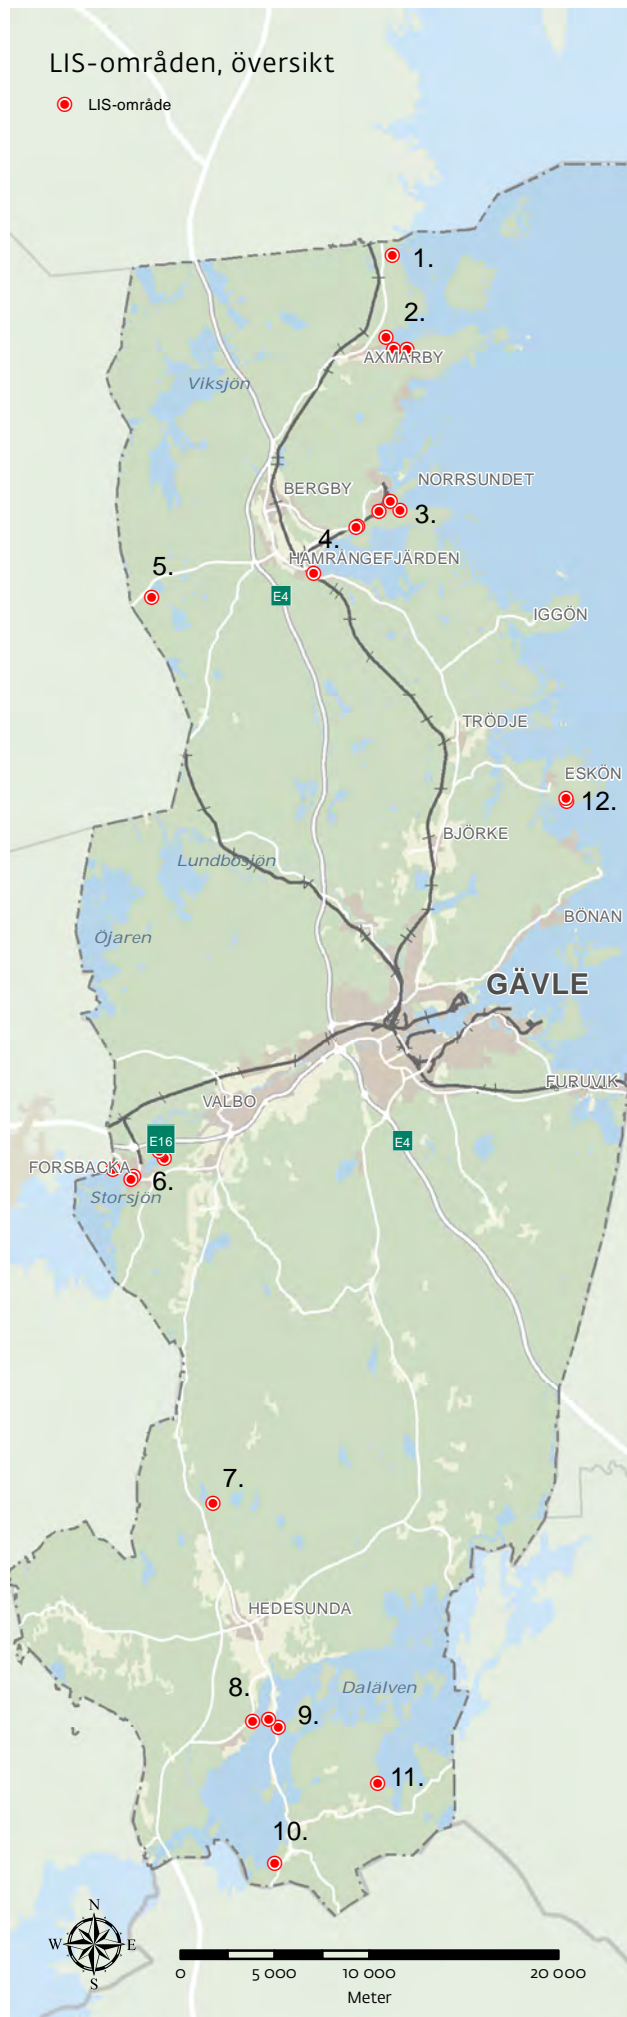 LIS-områden, översikt
LIS-område
1.
2.
AXMARBY
Viksjön
NORRSUNDET
BERGBY
3.
4.
HAMRÅNGEFJÄRDEN
5.
E4
IGGÖN
TRÖDJE
ESKÖN
12.
BJÖRKE
Lundbosjön
BÖNAN
Öjaren
GÄVLE
FURUVIK
VALBO
E16
E4
FORSBACKA
6.
Storsjön
7.
HEDESUNDA
Dalälven
8.
9.
11.
10.
N
W E
S
0 5 000 10 000 20 000
Meter